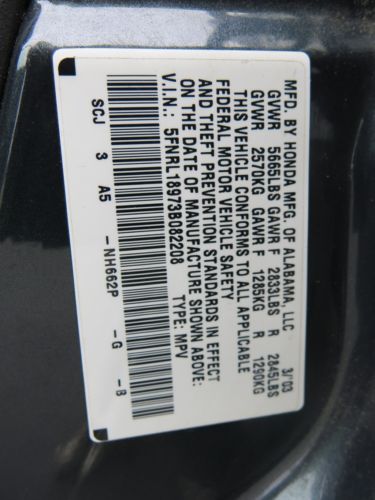 MFD. BY HONDA MFG. OF ALABAMA, LLC 3/'03
GVWR 5665LBS GAWR F 2833LBS R 2845LBS
GVWR 2570KG GAWR F 1285KG R 1290KG
THIS VEHICLE CONFORMS TO ALL APPLICABLE
FEDERAL MOTOR VEHICLE SAFETY
AND THEFT PREVENTION STANDARDS IN EFFECT
ON THE DATE OF MANUFACTURE SHOWN ABOVE.
V.I.N.: 5FNRL18973B082208 TYPE: MPV
SCJ 3 A5 -NH662P -G -B